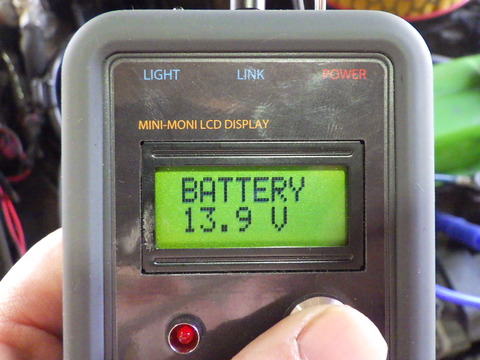 LIGHT LINK POWER
MINI-MONI LCD DISPLAY
BATTERY
13.9 V